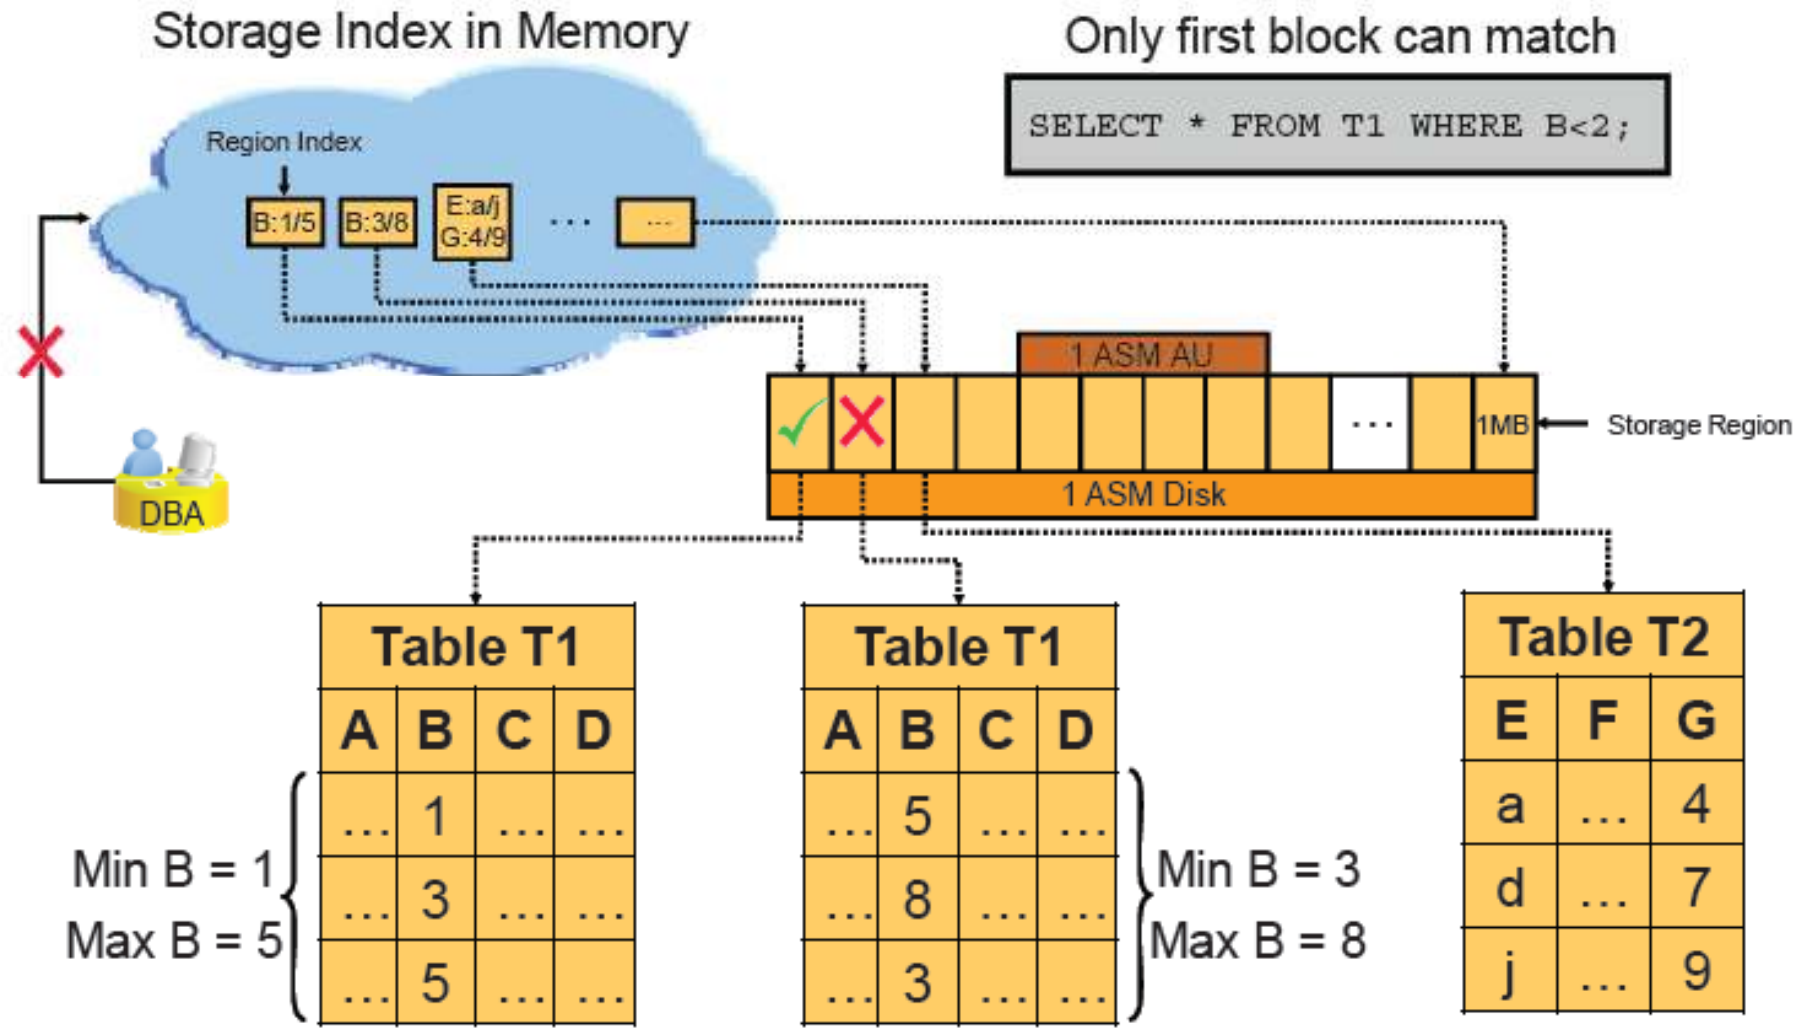 Storage Index in Memory
Only first block can match
SELECT * FROM T1 WHERE B<2;
Region Index
B:1/5 B:3/8 E:a/j ... ...
G:4/9
1 ASM AU
... 1MB Storage Region
1 ASM Disk
DBA
Table T1 Table T1 Table T2
A B C D A B C D E F G
... 1 ... ... ... 5 ... ... a ... 4
Min B = 1 Min B = 3
... 3 ... ... ... 8 ... ... d ... 7
Max B = 5 Max B = 8
... 5 ... ... ... 3 ... ... j ... 9